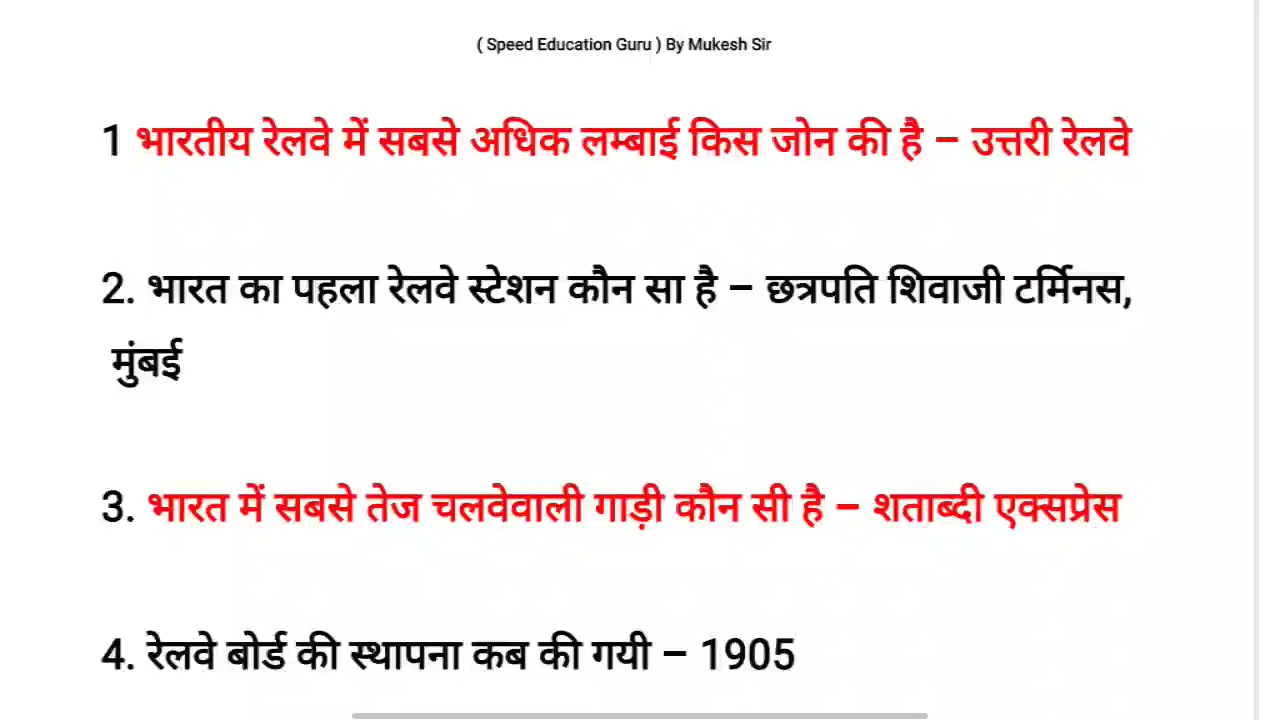 ( Speed Education Guru ) By Mukesh Sir
1 भारतीय रेलवे में सबसे अधिक लम्बाई किस जोन की है – उत्तरी रेलवे
2. भारत का पहला रेलवे स्टेशन कौन सा है – छत्रपति शिवाजी टर्मिनस,
मुंबई
3. भारत में सबसे तेज चलवेवाली गाड़ी कौन सी है – शताब्दी एक्सप्रेस
4. रेलवे बोर्ड की स्थापना कब की गयी – 1905